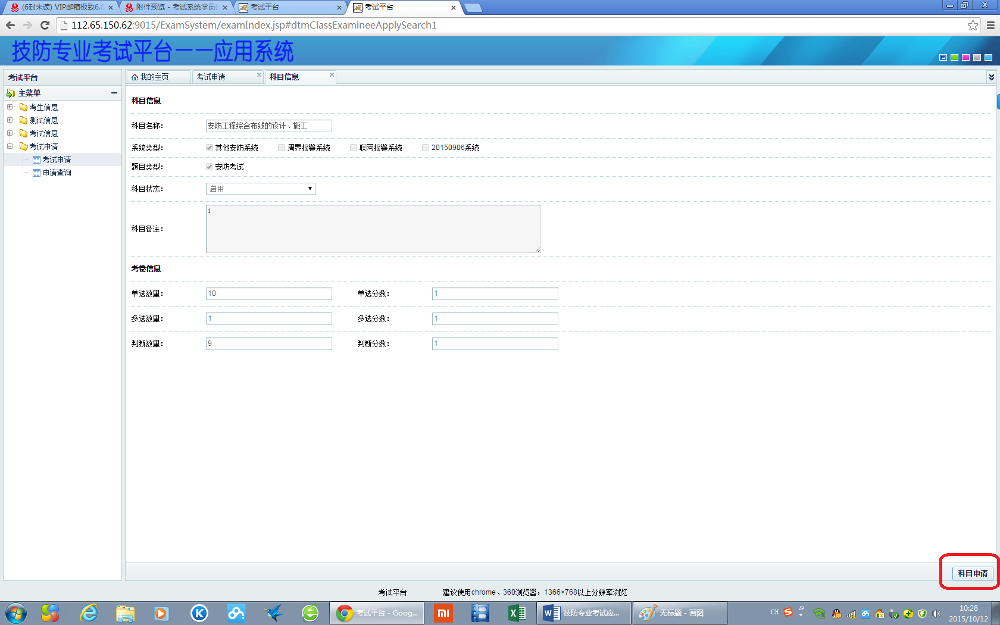 (6封未读) VIP邮箱极致6.0
附件预览 - 考试系统学员
考试平台
考试平台
112.65.150.62:9015/ExamSystem/examIndex.jsp#dtmClassExamineeApplySearch1
技防专业考试平台——应用系统
考试平台
主菜单
考生信息
测试信息
考试信息
考试申请
考试申请
申请查询
我的主页
考试申请
科目信息
科目信息
科目名称： 安防工程综合布线的设计、施工
系统类型： 其他安防系统 周界报警系统 联网报警系统 20150906系统
题目类型： 安防考试
科目状态： 启用
科目备注： 1
考卷信息
单选数量： 10 单选分数： 1
多选数量： 1 多选分数： 1
判断数量： 9 判断分数： 1
科目申请
考试平台 建议使用chrome、360浏览器，1366×768以上分辨率浏览
考试平台 - Goog...
mi
技防专业考试应...
无标题 - 画图
CH
10:28
2015/10/12